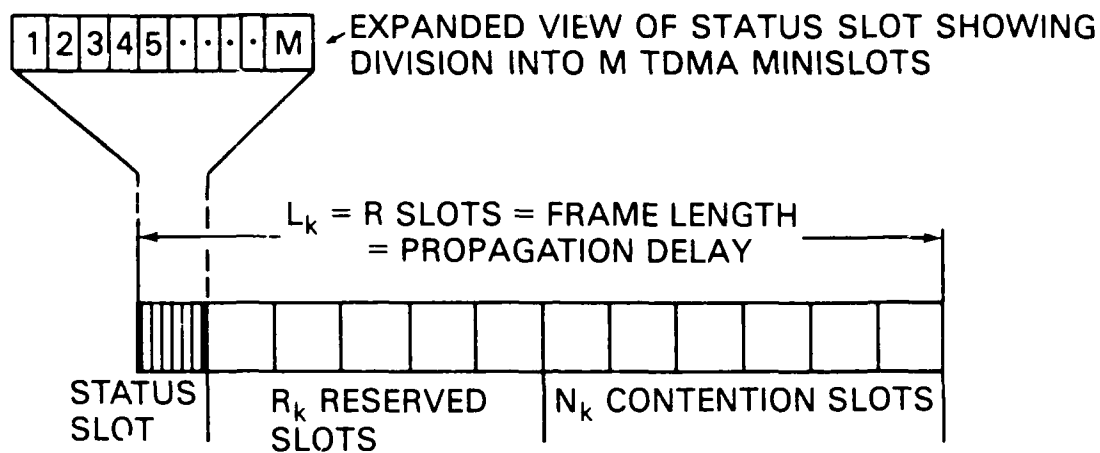 1 2 3 4 5 · · · · M
EXPANDED VIEW OF STATUS SLOT SHOWING
DIVISION INTO M TDMA MINISLOTS
Lk = R SLOTS = FRAME LENGTH
= PROPAGATION DELAY
STATUS
SLOT
Rk RESERVED
SLOTS
Nk CONTENTION SLOTS